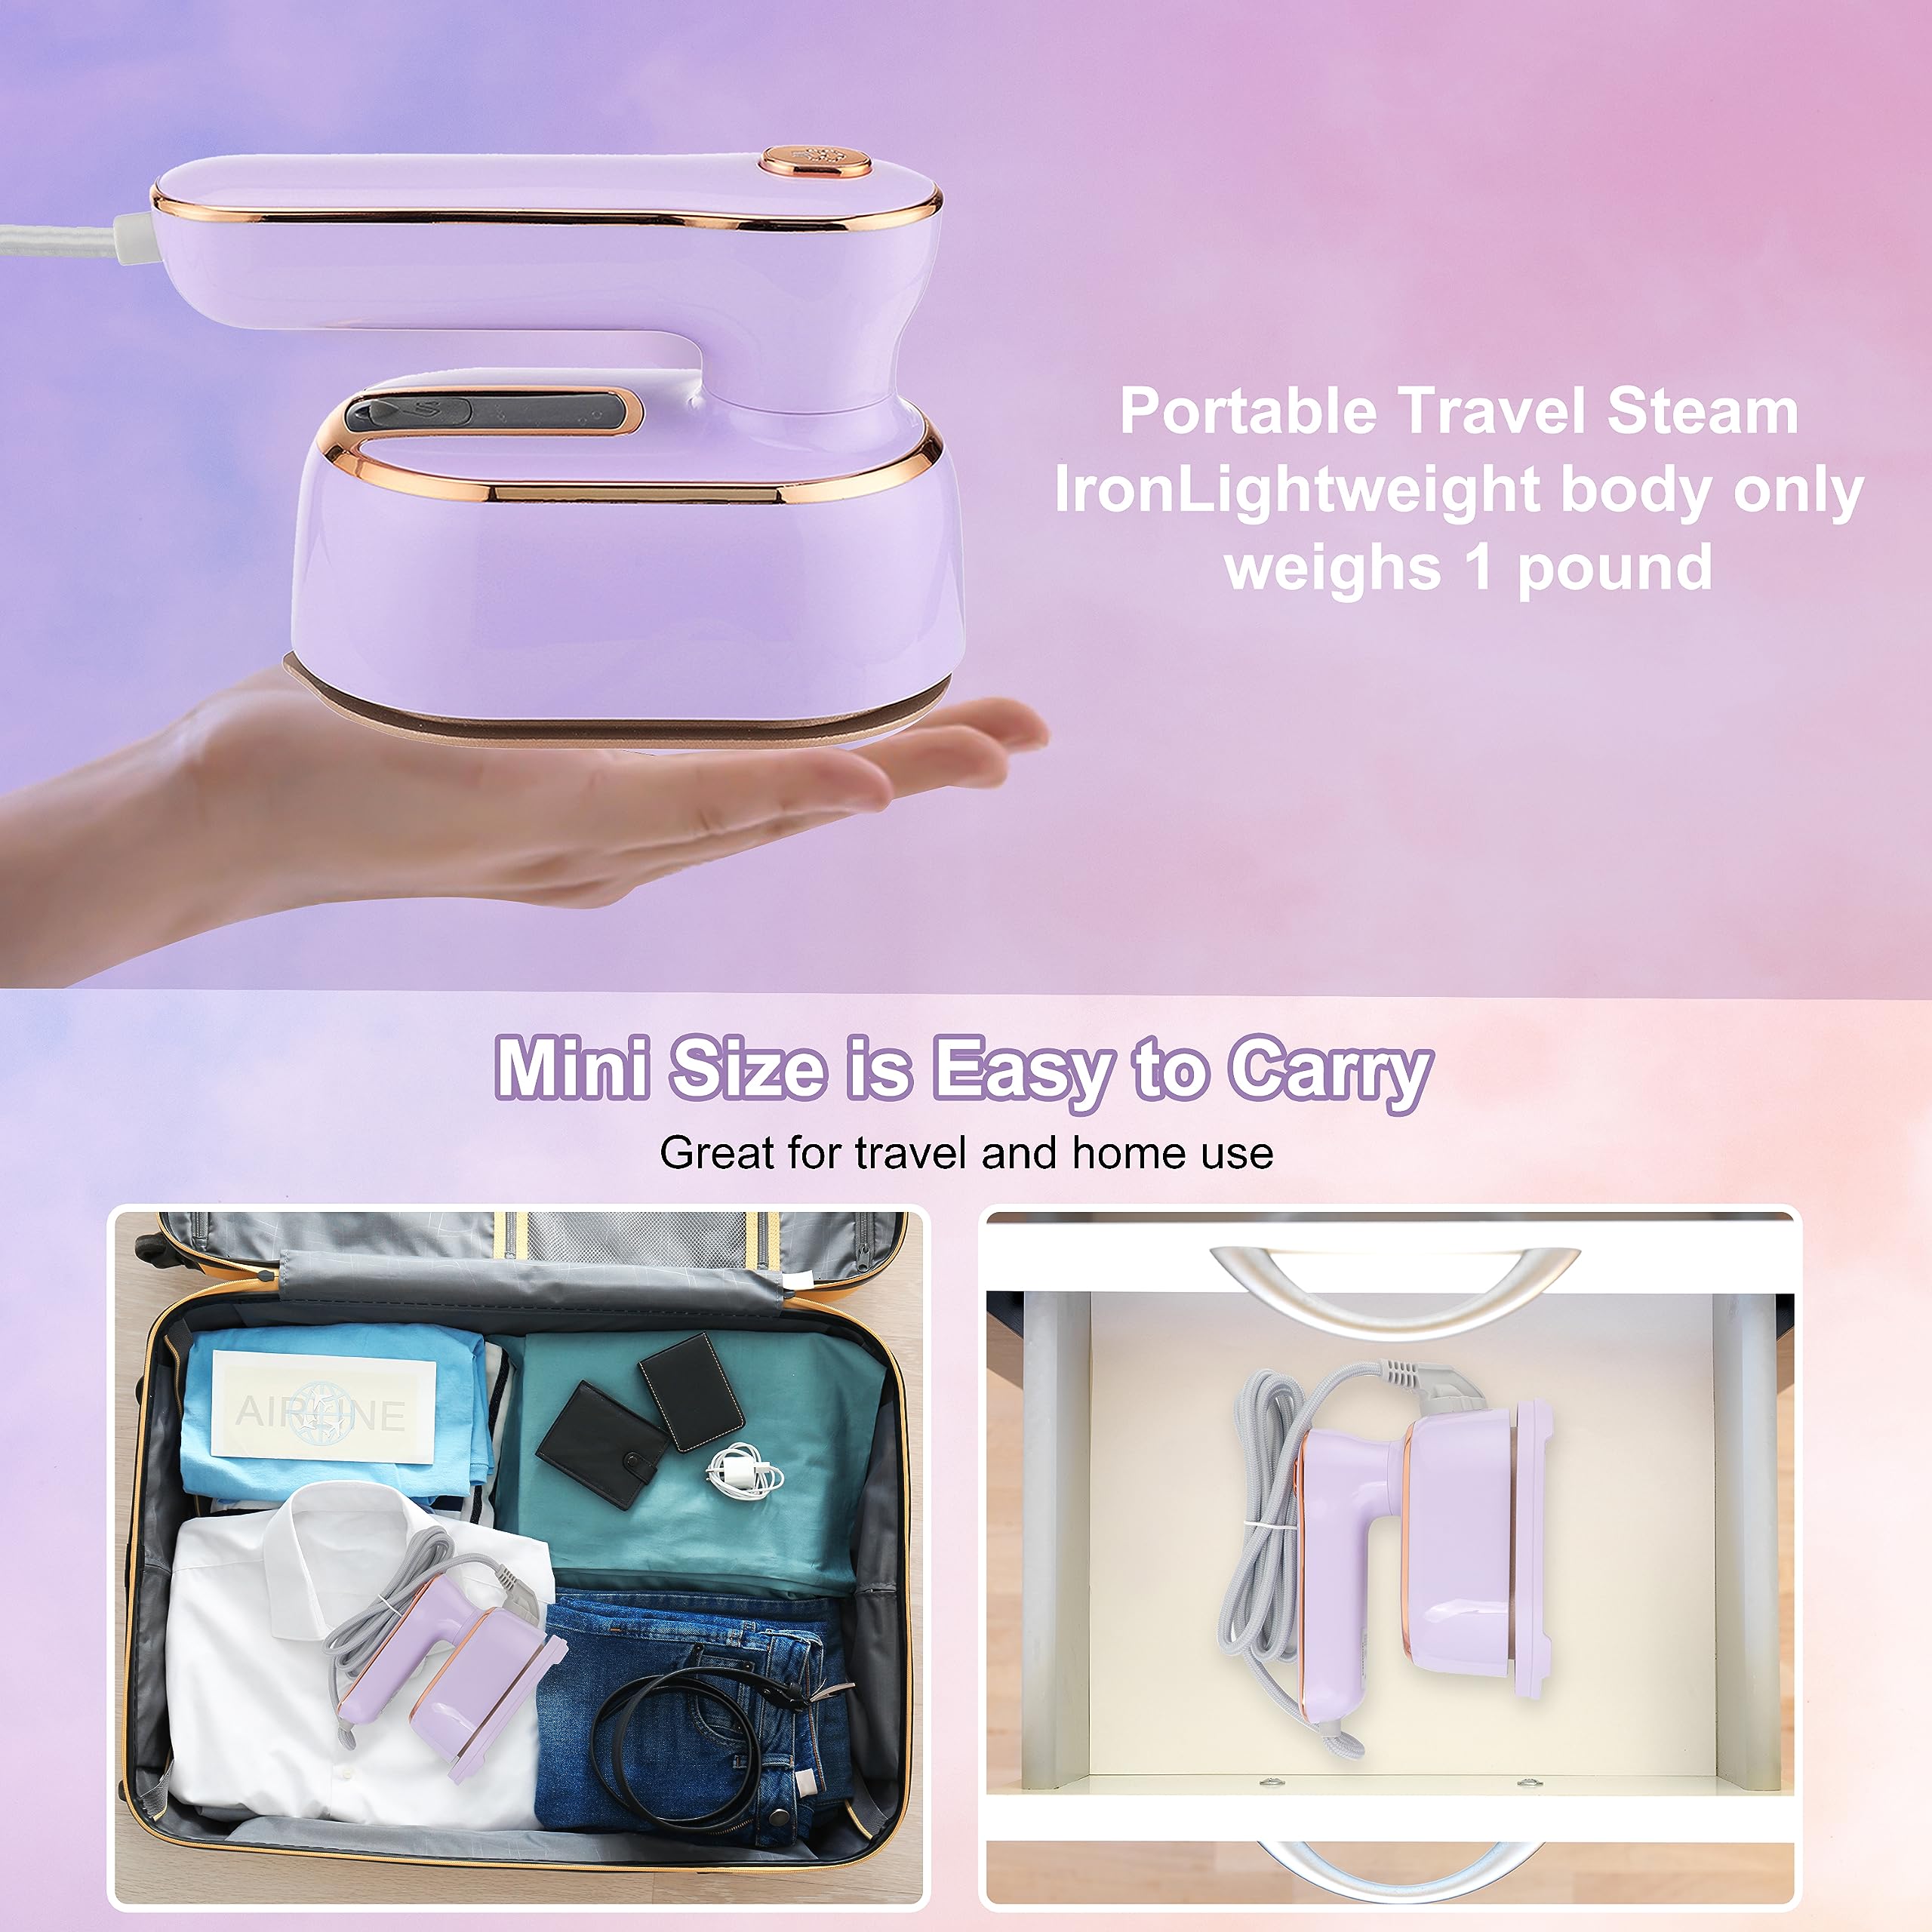 Portable Travel Steam
IronLightweight body only
weighs 1 pound
Mini Size is Easy to Carry
Great for travel and home use
AIRLINE